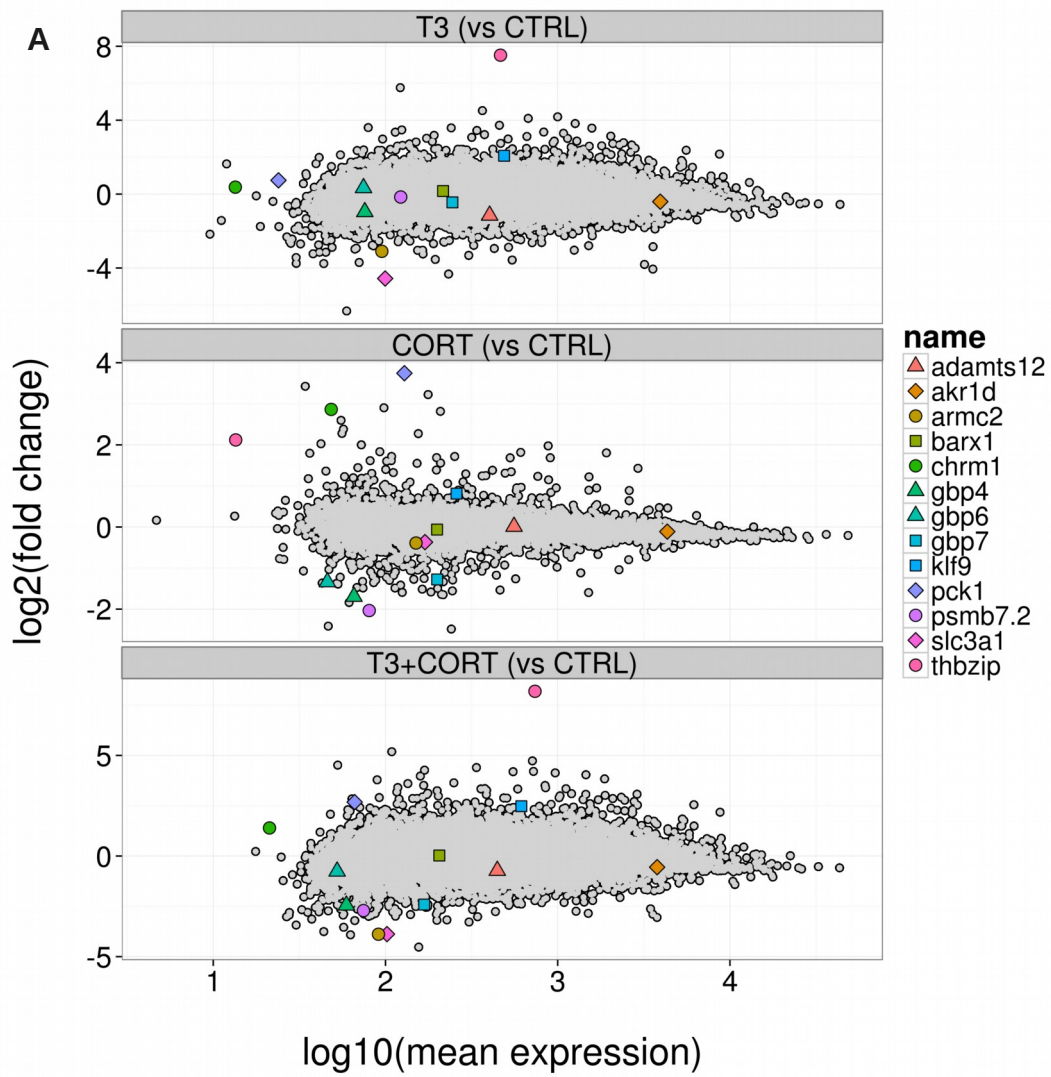 A
T3 (vs CTRL)
8
4
0
-4
CORT (vs CTRL)
4
2
0
-2
T3+CORT (vs CTRL)
5
0
-5
1 2 3 4
log2(fold change)
log10(mean expression)
name
adamts12
akr1d
armc2
barx1
chrm1
gbp4
gbp6
gbp7
klf9
pck1
psmb7.2
slc3a1
thbzip